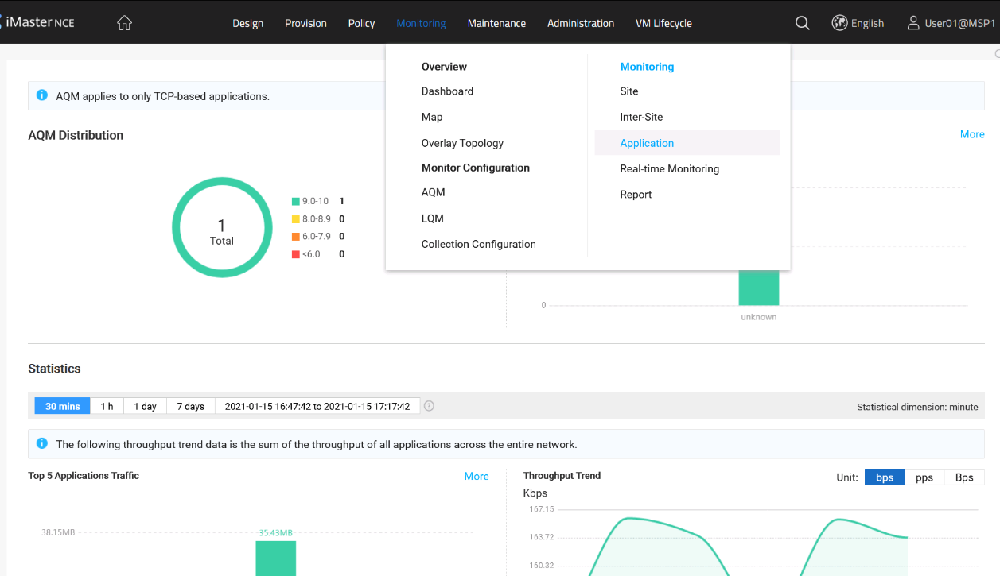 iMaster NCE
Design Provision Policy Monitoring Maintenance Administration VM Lifecycle
English
User01@MSP1
Overview
Dashboard
Map
Overlay Topology
Monitor Configuration
AQM
LQM
Collection Configuration
Monitoring
Site
Inter-Site
Application
Real-time Monitoring
Report
AQM applies to only TCP-based applications.
AQM Distribution
More
1
Total
9.0-10 1
8.0-8.9 0
6.0-7.9 0
<6.0 0
0
unknown
Statistics
30 mins 1 h 1 day 7 days 2021-01-15 16:47:42 to 2021-01-15 17:17:42 ?
Statistical dimension: minute
The following throughput trend data is the sum of the throughput of all applications across the entire network.
Top 5 Applications Traffic
More
38.15MB
35.43MB
Throughput Trend
Unit: bps pps Bps
Kbps
167.15
163.72
160.32